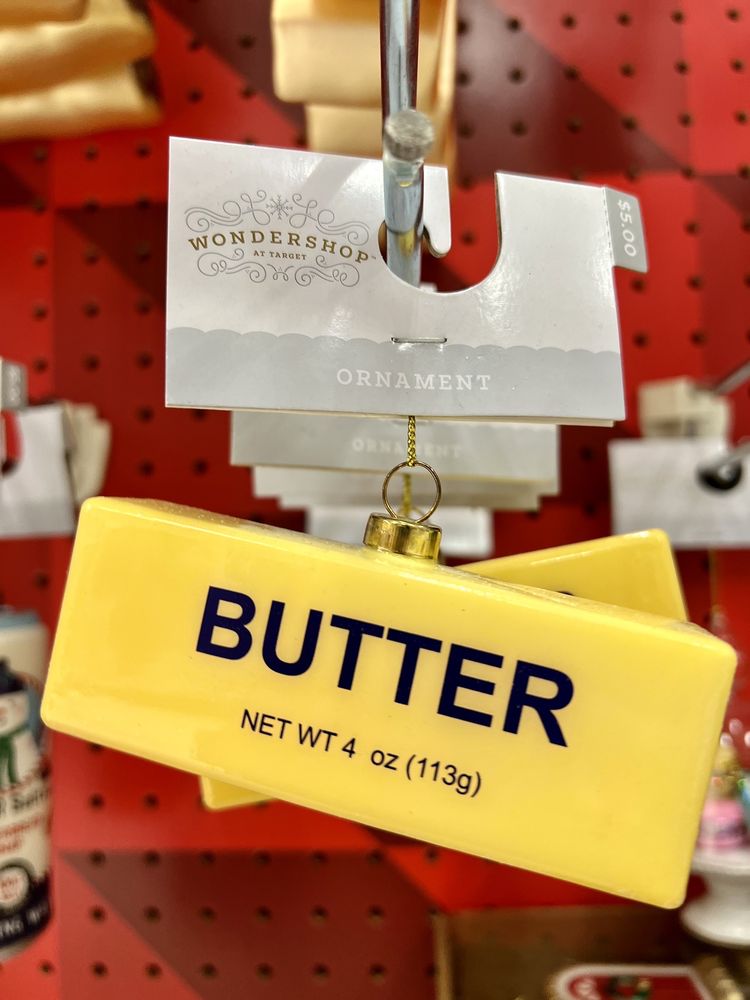 WONDERSHOP
AT TARGET
$5.00
ORNAMENT
ORNAMENT
BUTTER
NET WT 4 oz (113g)